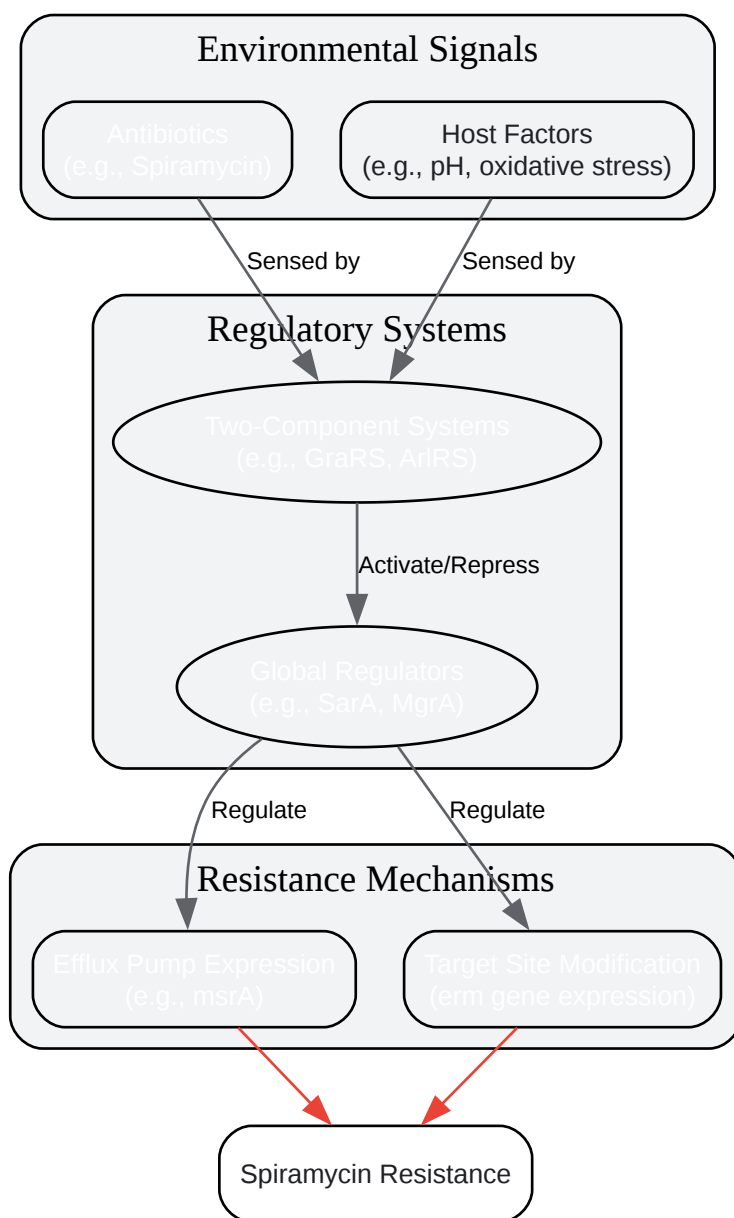 Environmental Signals
Antibiotics
(e.g., Spiramycin)
Host Factors
(e.g., pH, oxidative stress)
Sensed by
Sensed by
Regulatory Systems
Two-Component Systems
(e.g., GraRS, ArlRS)
Activate/Repress
Global Regulators
(e.g., SarA, MgrA)
Regulate
Regulate
Resistance Mechanisms
Efflux Pump Expression
(e.g., msrA)
Target Site Modification
(erm gene expression)
Spiramycin Resistance